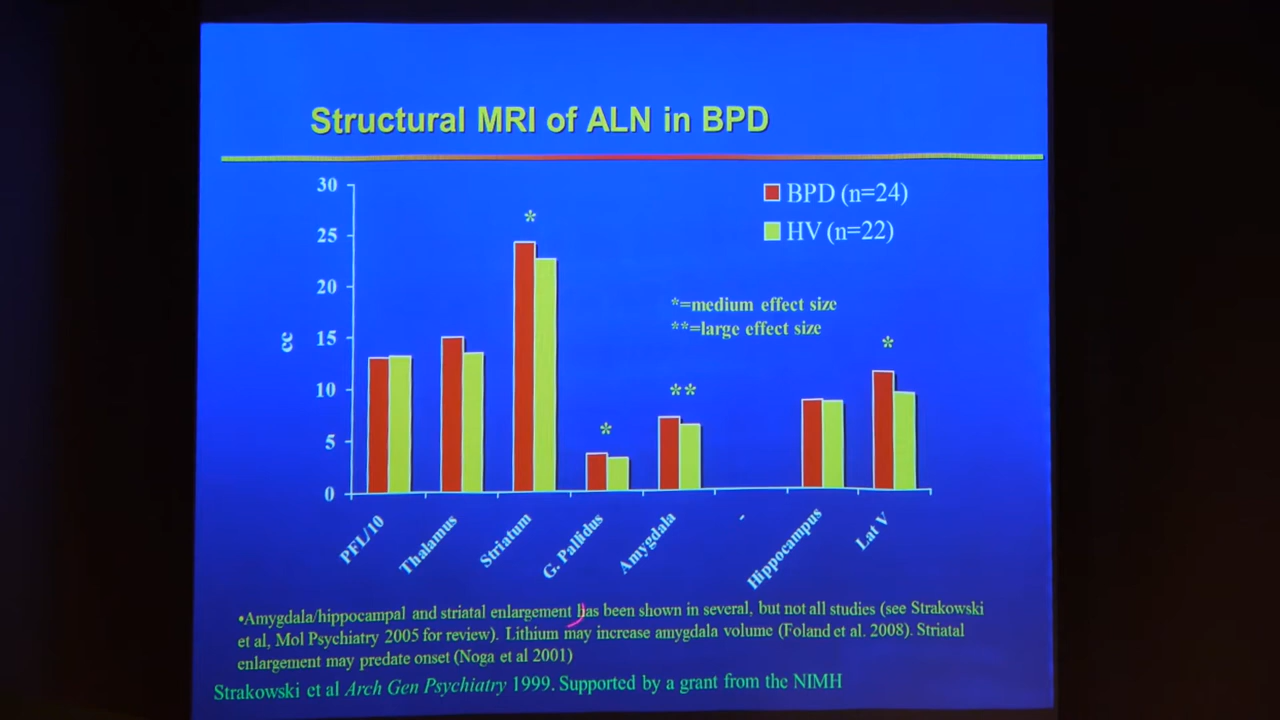 Structural MRI of ALN in BPD
30
25
20
15
10
5
0
cc
BPD (n=24)
HV (n=22)
*
*=medium effect size
**=large effect size
*
**
*
PFL/10
Thalamus
Striatum
G. Pallidus
Amygdala
-
Hippocampus
Lat V
•Amygdala/hippocampal and striatal enlargement has been shown in several, but not all studies (see Strakowski
et al, Mol Psychiatry 2005 for review). Lithium may increase amygdala volume (Foland et al. 2008). Striatal
enlargement may predate onset (Noga et al 2001)
Strakowski et al Arch Gen Psychiatry 1999. Supported by a grant from the NIMH